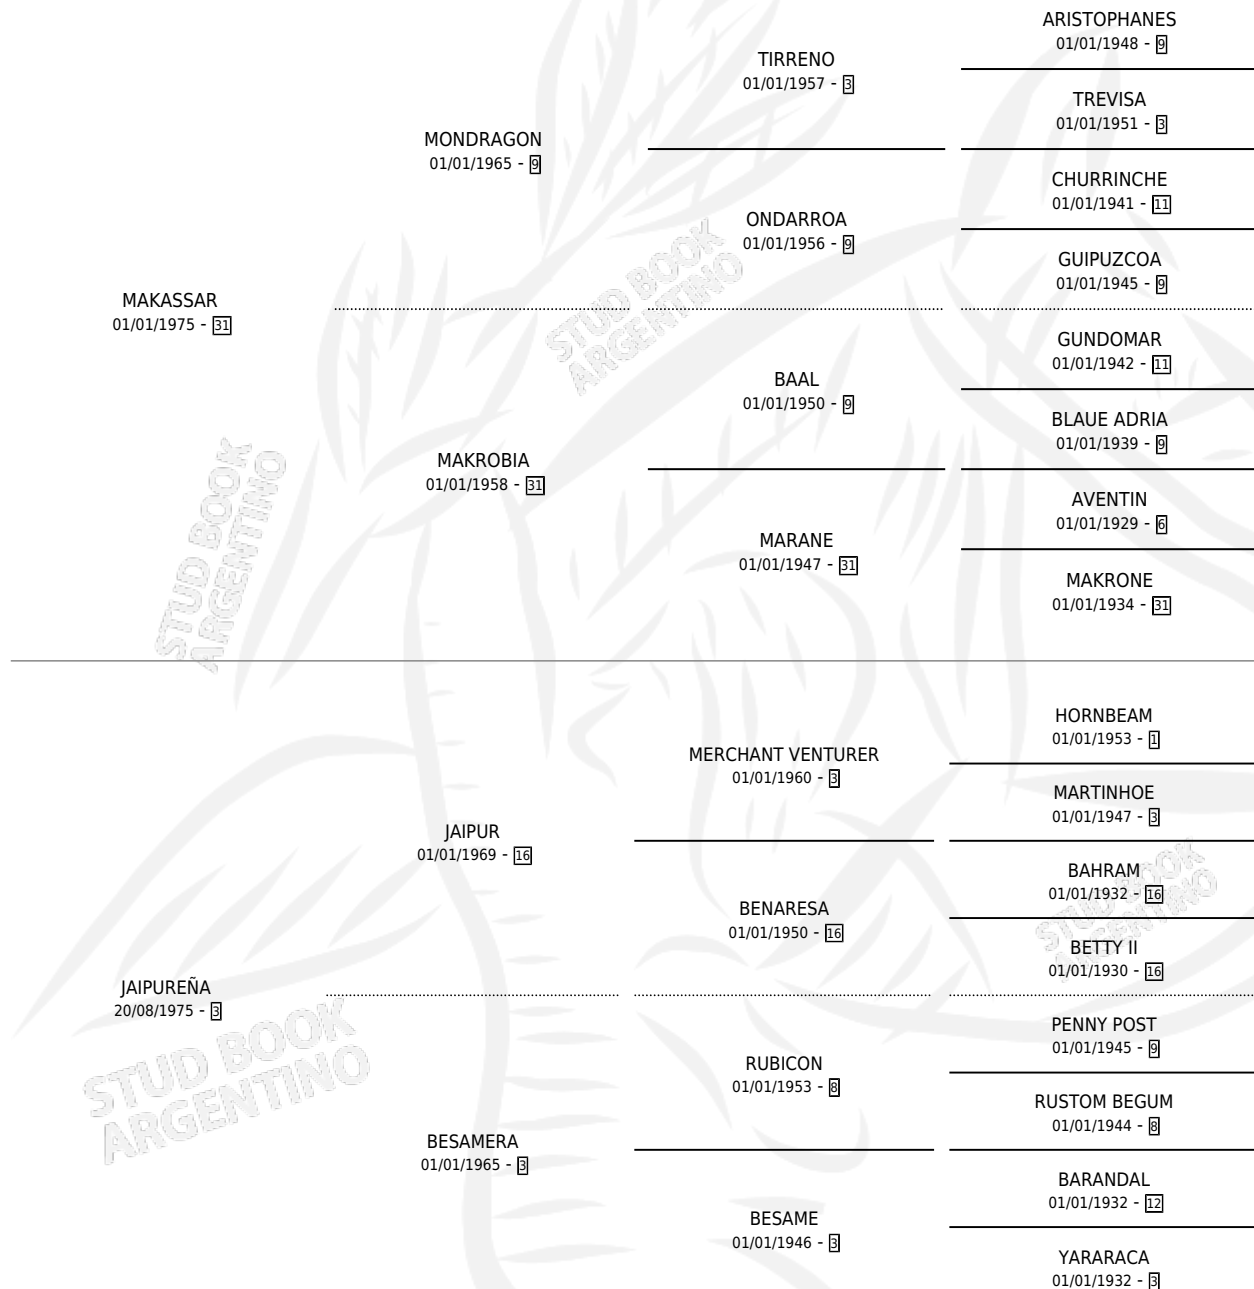 ARISTOPHANES
01/01/1948 - 9
TIRRENO
01/01/1957 - 3
TREVISA
01/01/1951 - 3
MONDRAGON
01/01/1965 - 9
CHURRINCHE
01/01/1941 - 11
ONDARROA
01/01/1956 - 9
GUIPUZCOA
01/01/1945 - 9
MAKASSAR
01/01/1975 - 31
GUNDOMAR
01/01/1942 - 11
BAAL
01/01/1950 - 9
BLAUE ADRIA
01/01/1939 - 9
MAKROBIA
01/01/1958 - 31
AVENTIN
01/01/1929 - 6
MARANE
01/01/1947 - 31
MAKRONE
01/01/1934 - 31
HORNBEAM
01/01/1953 - 1
MERCHANT VENTURER
01/01/1960 - 3
MARTINHOE
01/01/1947 - 3
JAIPUR
01/01/1969 - 16
BAHRAM
01/01/1932 - 16
BENARESA
01/01/1950 - 16
BETTY II
01/01/1930 - 16
JAIPUREÑA
20/08/1975 - 3
PENNY POST
01/01/1945 - 9
RUBICON
01/01/1953 - 8
RUSTOM BEGUM
01/01/1944 - 8
BESAMERA
01/01/1965 - 3
BARANDAL
01/01/1932 - 12
BESAME
01/01/1946 - 3
YARARACA
01/01/1932 - 3
STUD BOOK
ARGENTINO
STUD BOOK
ARGENTINO
STUD BOOK
ARGENTINO
STUD BOOK
ARGENTINO